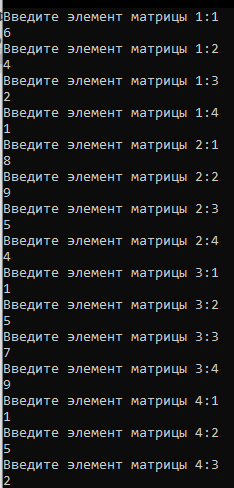 Введите элемент матрицы 1:1
6
Введите элемент матрицы 1:2
4
Введите элемент матрицы 1:3
2
Введите элемент матрицы 1:4
1
Введите элемент матрицы 2:1
8
Введите элемент матрицы 2:2
9
Введите элемент матрицы 2:3
5
Введите элемент матрицы 2:4
4
Введите элемент матрицы 3:1
1
Введите элемент матрицы 3:2
5
Введите элемент матрицы 3:3
7
Введите элемент матрицы 3:4
9
Введите элемент матрицы 4:1
1
Введите элемент матрицы 4:2
5
Введите элемент матрицы 4:3
2